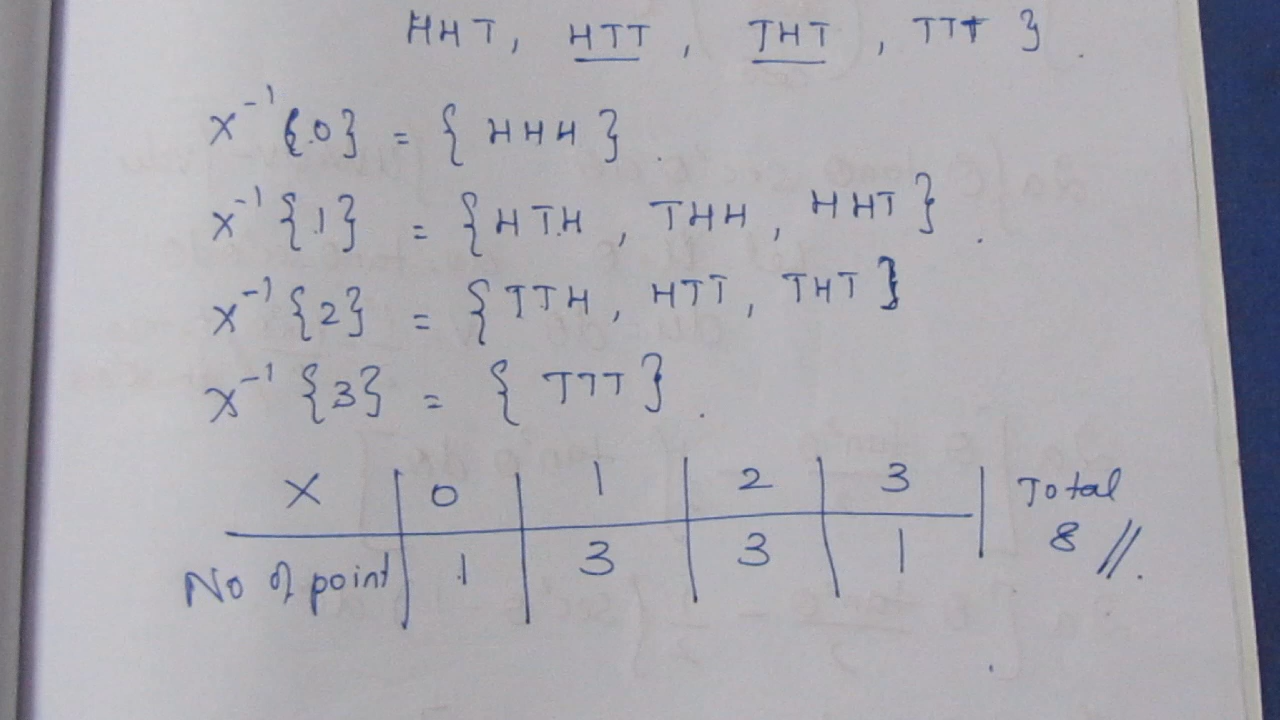 HHT, HTT, THT, TTT }.
X⁻¹ {0} = { HHH }.
X⁻¹ {1} = { HTH, THH, HHT }.
X⁻¹ {2} = { TTH, HTT, THT }
X⁻¹ {3} = { TTT }.
X | 0 | 1 | 2 | 3 | Total
No of point | 1 | 3 | 3 | 1 | 8 //.